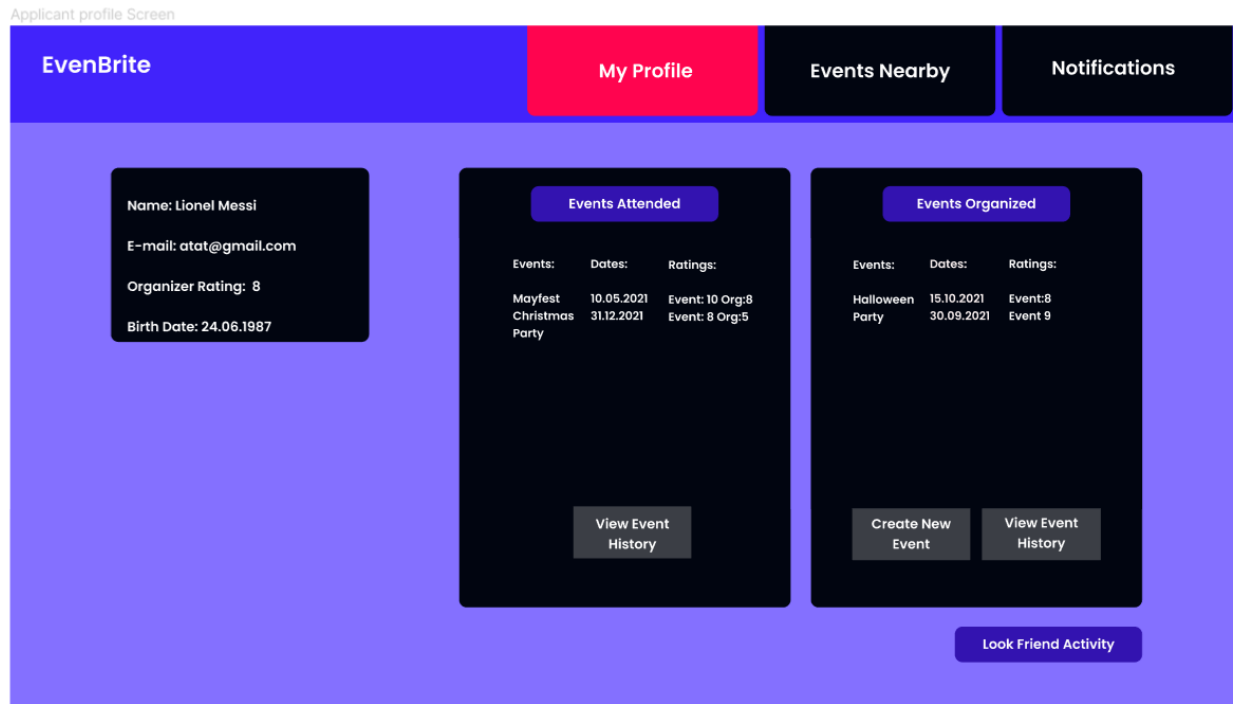 Applicant profile Screen
EvenBrite
My Profile
Events Nearby
Notifications
Name: Lionel Messi
E-mail: atat@gmail.com
Organizer Rating: 8
Birth Date: 24.06.1987
Events Attended
Events: Dates: Ratings:
Mayfest 10.05.2021 Event: 10 Org:8
Christmas 31.12.2021 Event: 8 Org:5
Party
View Event
History
Events Organized
Events: Dates: Ratings:
Halloween 15.10.2021 Event:8
Party 30.09.2021 Event 9
Create New
Event
View Event
History
Look Friend Activity